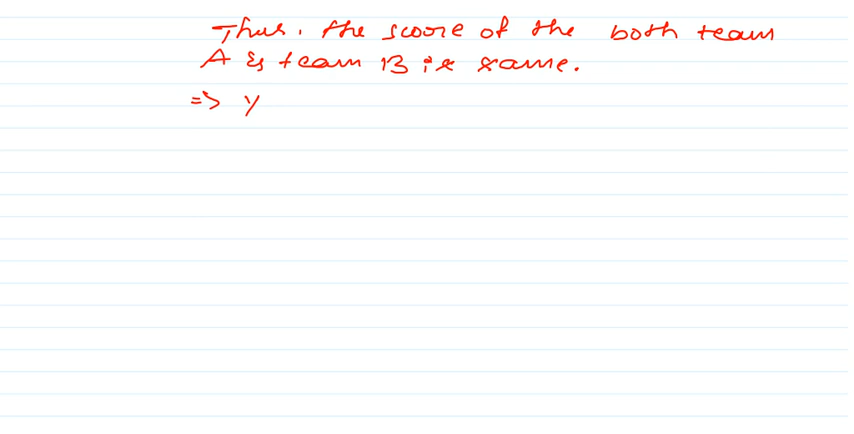 Thus, the score of the both team
A & team B is same.
=> y